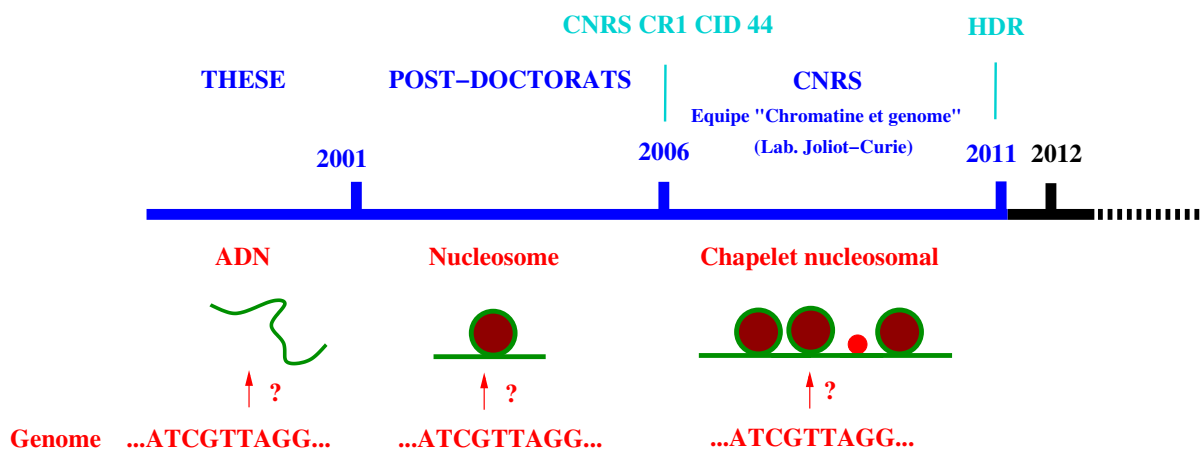 CNRS CR1 CID 44
HDR
THESE
POST−DOCTORATS
CNRS
Equipe "Chromatine et genome"
(Lab. Joliot−Curie)
2001
2006
2011
2012
ADN
Nucleosome
Chapelet nucleosomal
?
?
?
Genome
...ATCGTTAGG...
...ATCGTTAGG...
...ATCGTTAGG...